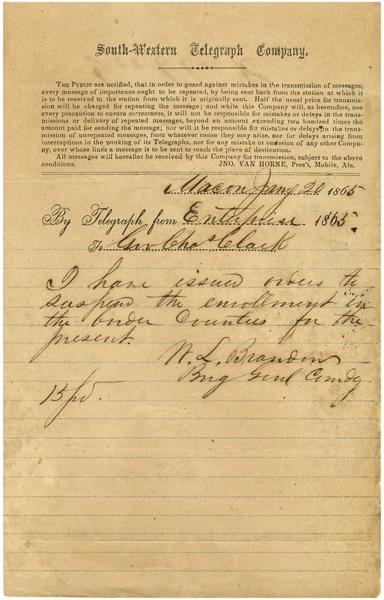 South-Western Telegraph Company.
THE PUBLIC are notified, that in order to guard against mistakes in the transmission of messages,
every message of importance ought to be repeated, by being sent back from the station at which it
is to be received to the station from which it is originally sent. Half the usual price for transmis-
sion will be charged for repeating the message; and while this Company will, as heretofore, use
every precaution to ensure correctness, it will not be responsible for mistakes or delays in the trans-
missions or delivery of repeated messages, beyond an amount exceeding two hundred times the
amount paid for sending the message; nor will it be responsible for mistakes or delays in the trans-
mission of unrepeated messages, from whatever cause they may arise, nor for delays arising from
interruptions in the working of its Telegraphs, nor for any mistake or omission of any other Company,
over whose lines a message is to be sent to reach the place of destination.
All messages will hereafter be received by this Company for transmission, subject to the above
conditions. JNO. VAN HORNE, Pres't, Mobile, Ala.
Macon, Jany 20 1865
By Telegraph from Enterprise 1865.
To Gov Chas Clark
I have issued orders to
suspend the enrollment in
the border counties for the
present
W. L. Brandon
Brig Genl Comdg
15/pd